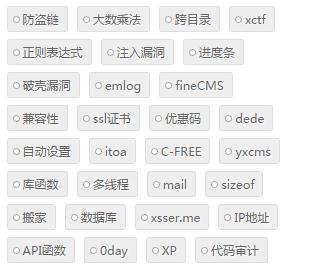 防盗链 大数乘法 跨目录 xctf
正则表达式 注入漏洞 进度条
破壳漏洞 emlog fineCMS
兼容性 ssl证书 优惠码 dede
自动设置 itoa C-FREE yxcms
库函数 多线程 mail sizeof
搬家 数据库 xsser.me IP地址
API函数 0day XP 代码审计